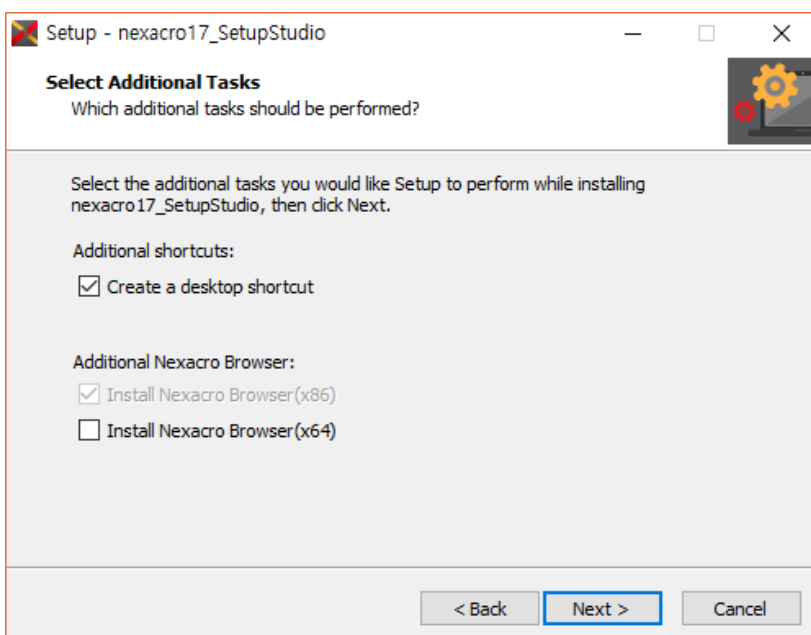 Setup - nexacro17_SetupStudio
Select Additional Tasks
Which additional tasks should be performed?
Select the additional tasks you would like Setup to perform while installing
nexacro17_SetupStudio, then click Next.
Additional shortcuts:
Create a desktop shortcut
Additional Nexacro Browser:
Install Nexacro Browser(x86)
Install Nexacro Browser(x64)
< Back
Next >
Cancel